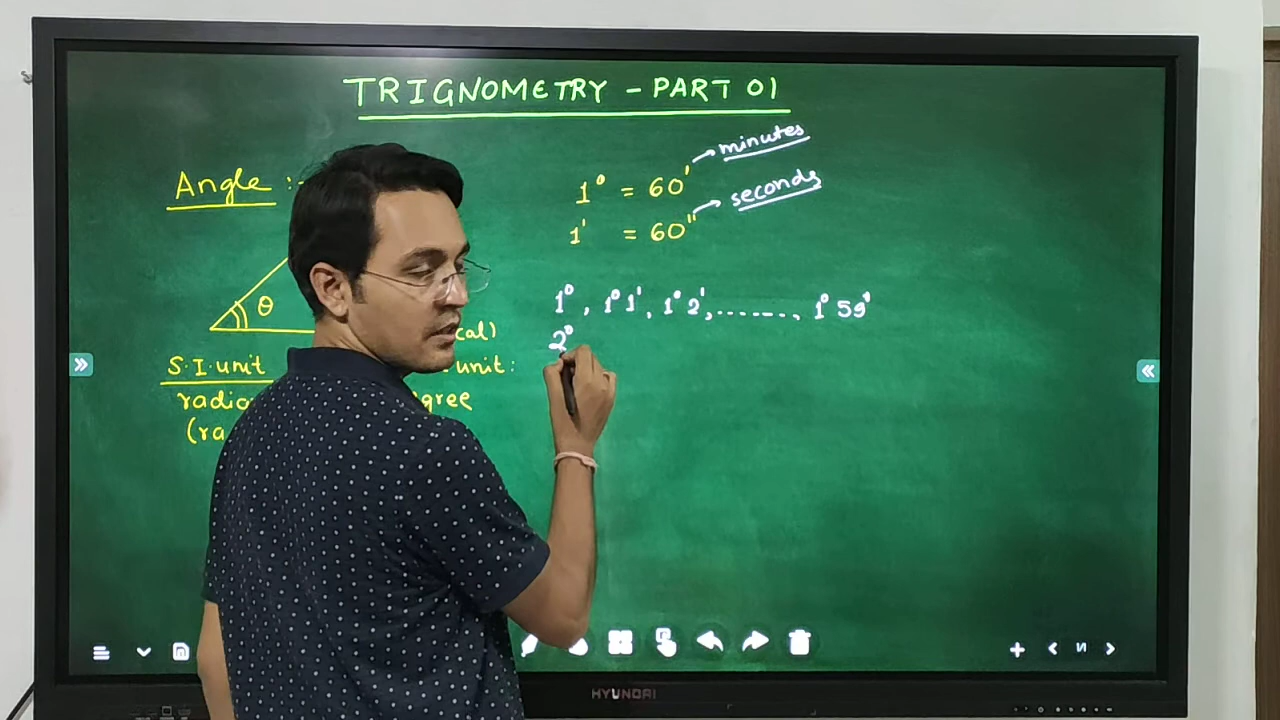 TRIGNOMETRY - PART 01
Angle :-
1° = 60' → minutes
1' = 60" → seconds
θ
1°, 1° 1', 1° 2', ......., 1° 59'
2°
cal)
S.I. unit
unit:
radio
gree
(ra
HYUNDAI